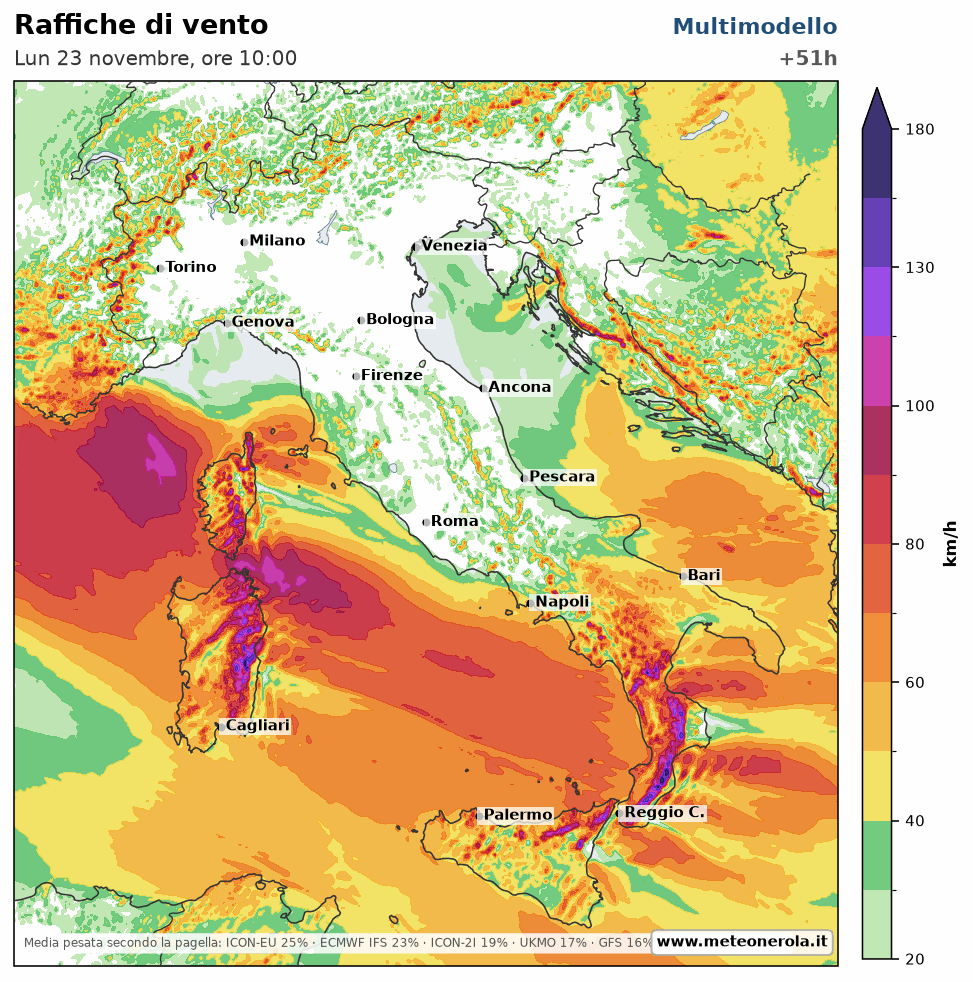 Raffiche di vento
Multimodello
Lun 23 novembre, ore 10:00
+51h
180
Milano
Venezia
Torino
130
Genova
Bologna
Firenze
Ancona
100
Pescara
Roma
80
km/h
Bari
Napoli
60
Cagliari
Palermo
Reggio C.
40
Media pesata secondo la pagella: ICON-EU 25% · ECMWF IFS 23% · ICON-2I 19% · UKMO 17% · GFS 16%
www.meteonerola.it
20